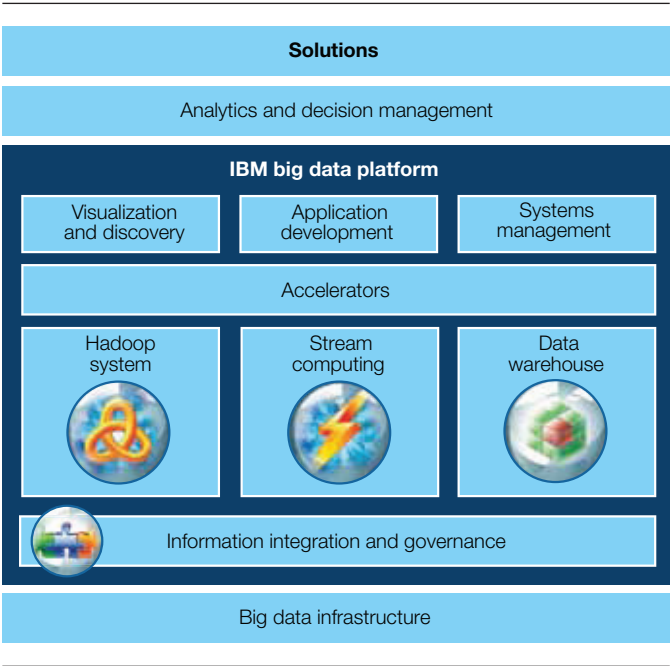 Solutions
Analytics and decision management
IBM big data platform
Visualization
and discovery
Application
development
Systems
management
Accelerators
Hadoop
system
Stream
computing
Data
warehouse
Information integration and governance
Big data infrastructure